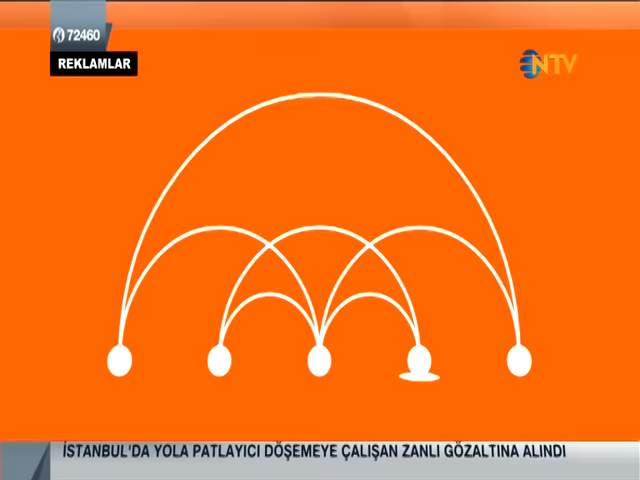 72460
REKLAMLAR
NTV
İSTANBUL'DA YOLA PATLAYICI DÖŞEMEYE ÇALIŞAN ZANLI GÖZALTINA ALINDI